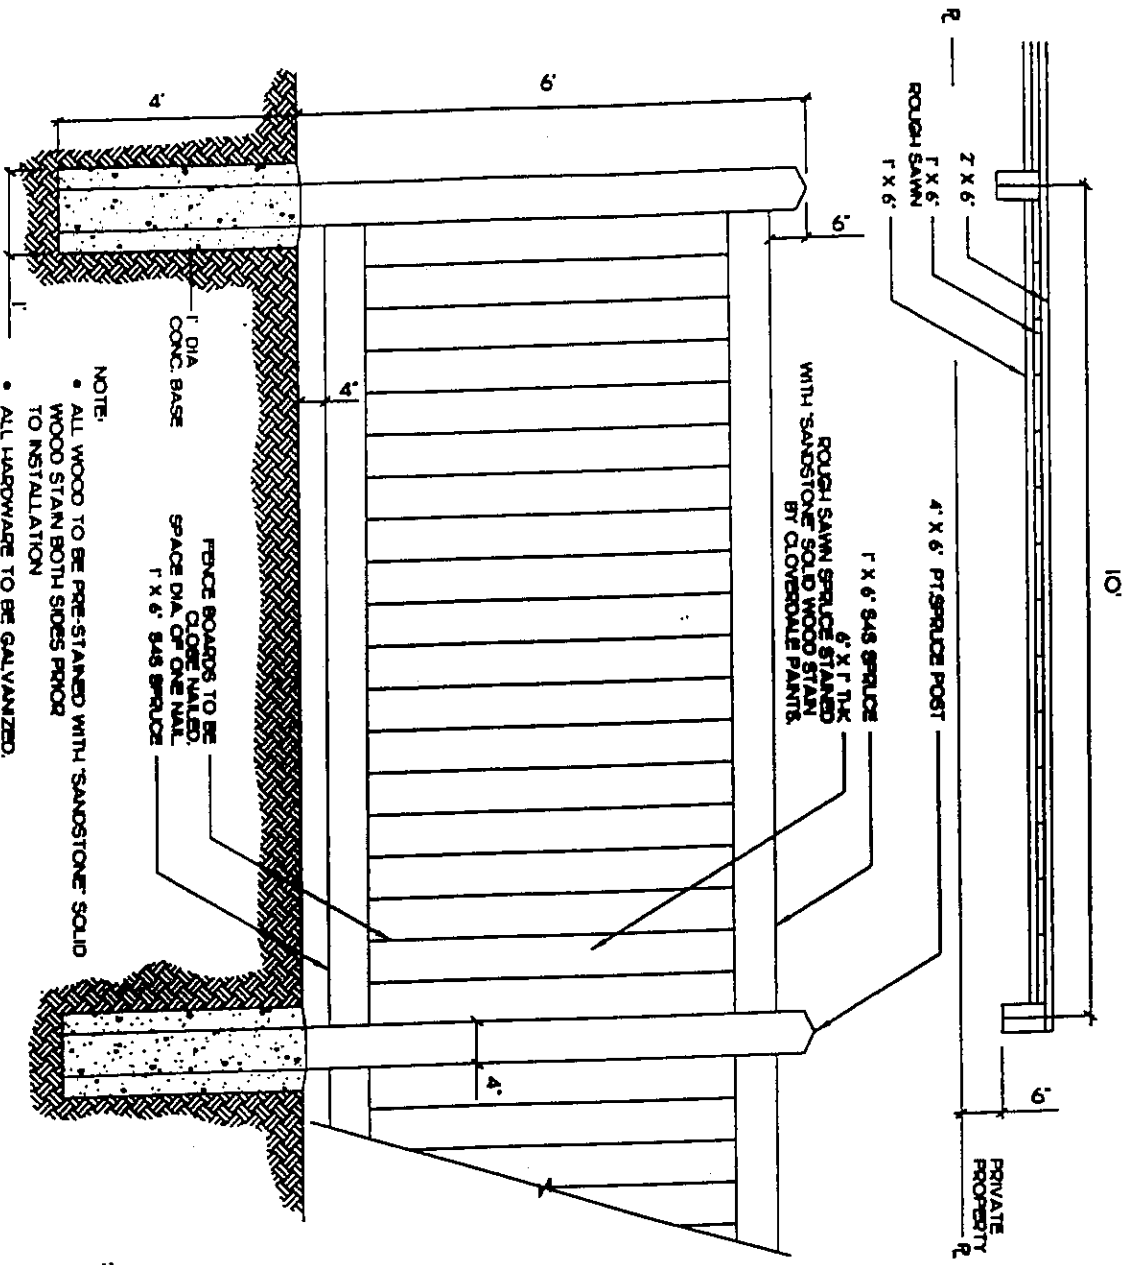 10'
PL
2" X 6"
1" X 6"
ROUGH SAWN
1" X 6"
6"
PRIVATE
PROPERTY
PL
4" X 6" P.T.SPRUCE POST
1" X 6" S4S SPRUCE
6" X 1" THK
ROUGH SAWN SPRUCE STAINED
WITH "SANDSTONE" SOLID WOOD STAIN
BY CLOVERDALE PAINTS.
6"
6'
4'
4"
4"
1" DIA
CONC. BASE
1'
FENCE BOARDS TO BE
CLOSE NAILED,
SPACE DIA. OF ONE NAIL
1" X 6" S4S SPRUCE
NOTE:
• ALL WOOD TO BE PRE-STAINED WITH "SANDSTONE" SOLID
WOOD STAIN BOTH SIDES PRIOR
TO INSTALLATION
• ALL HARDWARE TO BE GALVANIZED.